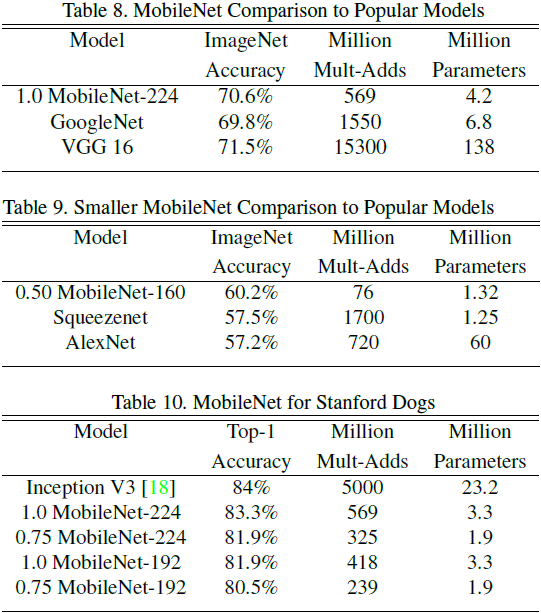 Table 8. MobileNet Comparison to Popular Models
Model ImageNet Million Million
Accuracy Mult-Adds Parameters
1.0 MobileNet-224 70.6% 569 4.2
GoogleNet 69.8% 1550 6.8
VGG 16 71.5% 15300 138
Table 9. Smaller MobileNet Comparison to Popular Models
Model ImageNet Million Million
Accuracy Mult-Adds Parameters
0.50 MobileNet-160 60.2% 76 1.32
Squeezenet 57.5% 1700 1.25
AlexNet 57.2% 720 60
Table 10. MobileNet for Stanford Dogs
Model Top-1 Million Million
Accuracy Mult-Adds Parameters
Inception V3 [18] 84% 5000 23.2
1.0 MobileNet-224 83.3% 569 3.3
0.75 MobileNet-224 81.9% 325 1.9
1.0 MobileNet-192 81.9% 418 3.3
0.75 MobileNet-192 80.5% 239 1.9